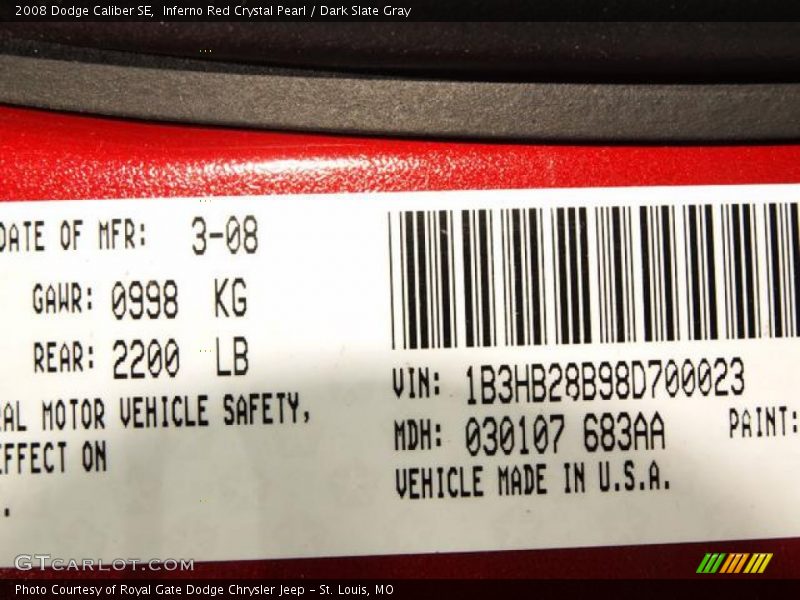 2008 Dodge Caliber SE, Inferno Red Crystal Pearl / Dark Slate Gray
DATE OF MFR: 3-08
GAWR: 0998 KG
REAR: 2200 LB
MOTOR VEHICLE SAFETY,
EFFECT ON
VIN: 1B3HB28B98D700023
MDH: 030107 683AA PAINT:
VEHICLE MADE IN U.S.A.
GTCARLOT.COM
Photo Courtesy of Royal Gate Dodge Chrysler Jeep - St. Louis, MO